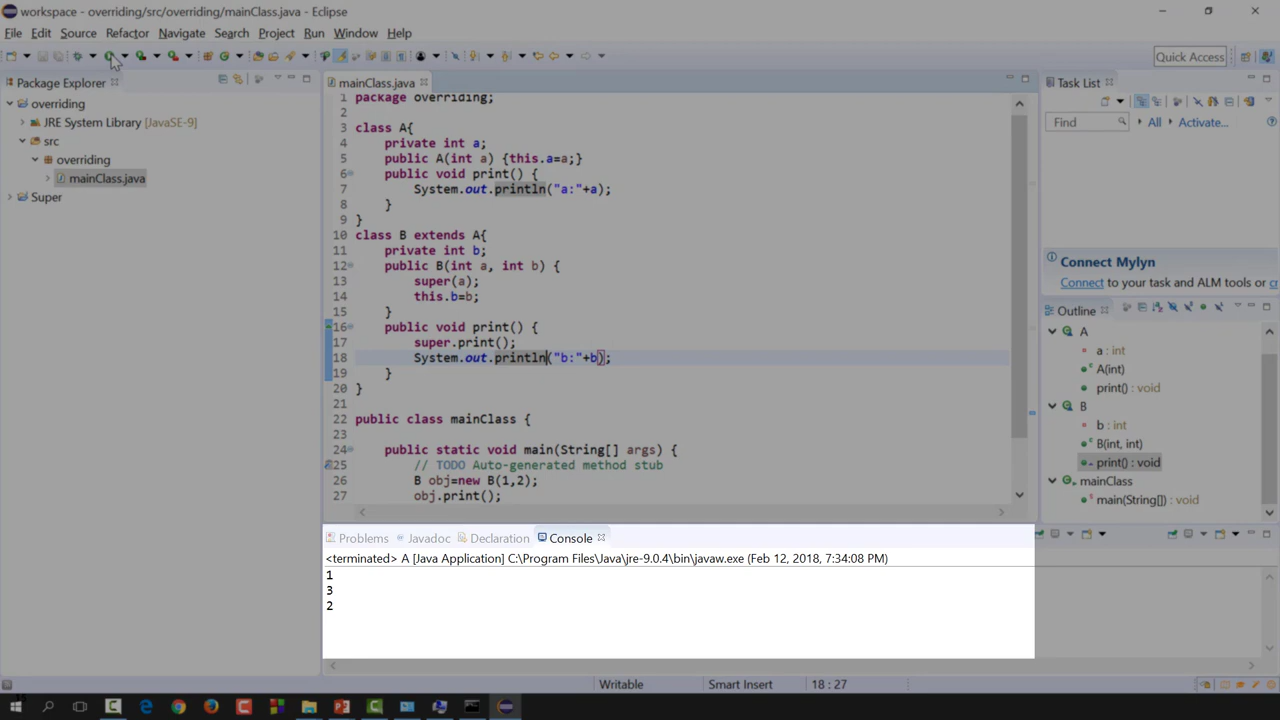 workspace - overriding/src/overriding/mainClass.java - Eclipse
File Edit Source Refactor Navigate Search Project Run Window Help
Quick Access
Package Explorer
overriding
JRE System Library [JavaSE-9]
src
overriding
mainClass.java
Super
mainClass.java
1 package overriding;
2
3 class A{
4 private int a;
5 public A(int a) {this.a=a;}
6 public void print() {
7 System.out.println("a:"+a);
8 }
9 }
10 class B extends A{
11 private int b;
12 public B(int a, int b) {
13 super(a);
14 this.b=b;
15 }
16 public void print() {
17 super.print();
18 System.out.println("b:"+b);
19 }
20 }
21
22 public class mainClass {
23
24 public static void main(String[] args) {
25 // TODO Auto-generated method stub
26 B obj=new B(1,2);
27 obj.print();
Task List
Find All Activate...
Connect Mylyn
Connect to your task and ALM tools or
Outline
A
a : int
A(int)
print() : void
B
b : int
B(int, int)
print() : void
mainClass
main(String[]) : void
Problems Javadoc Declaration Console
<terminated> A [Java Application] C:\Program Files\Java\jre-9.0.4\bin\javaw.exe (Feb 12, 2018, 7:34:08 PM)
1
3
2
Writable Smart Insert 18 : 27